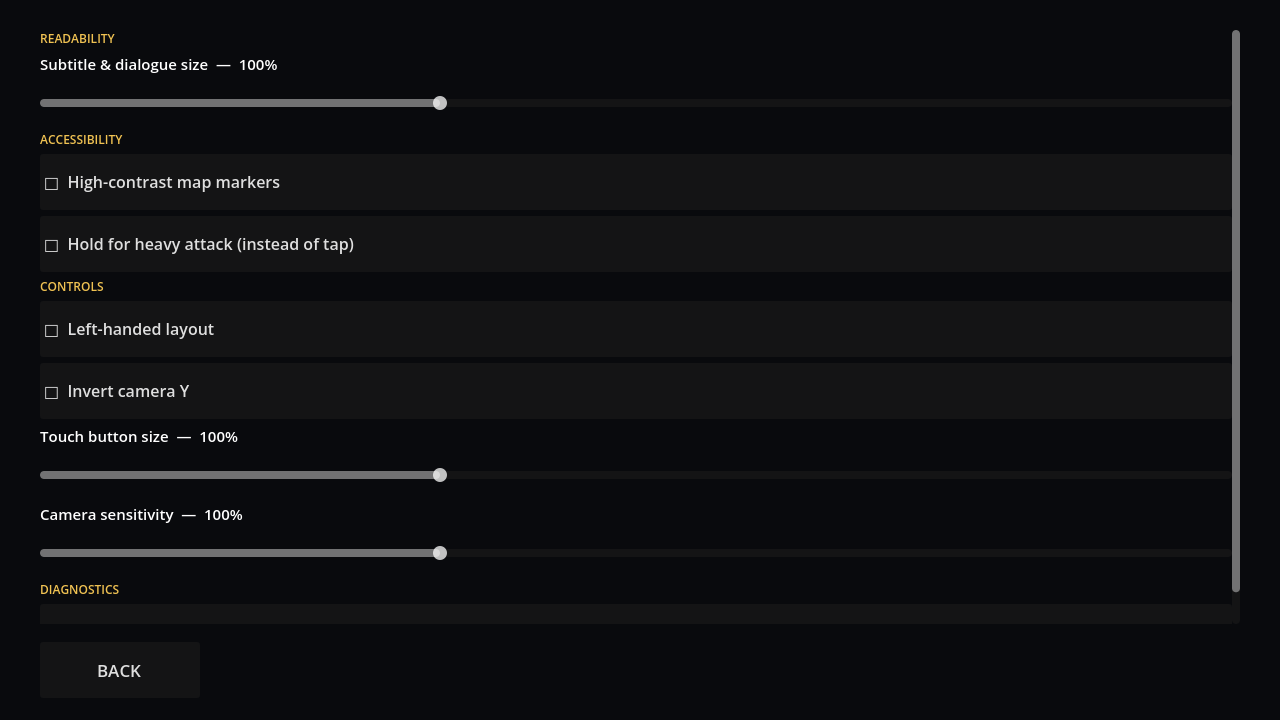 READABILITY
Subtitle & dialogue size — 100%
ACCESSIBILITY
High-contrast map markers
Hold for heavy attack (instead of tap)
CONTROLS
Left-handed layout
Invert camera Y
Touch button size — 100%
Camera sensitivity — 100%
DIAGNOSTICS
BACK